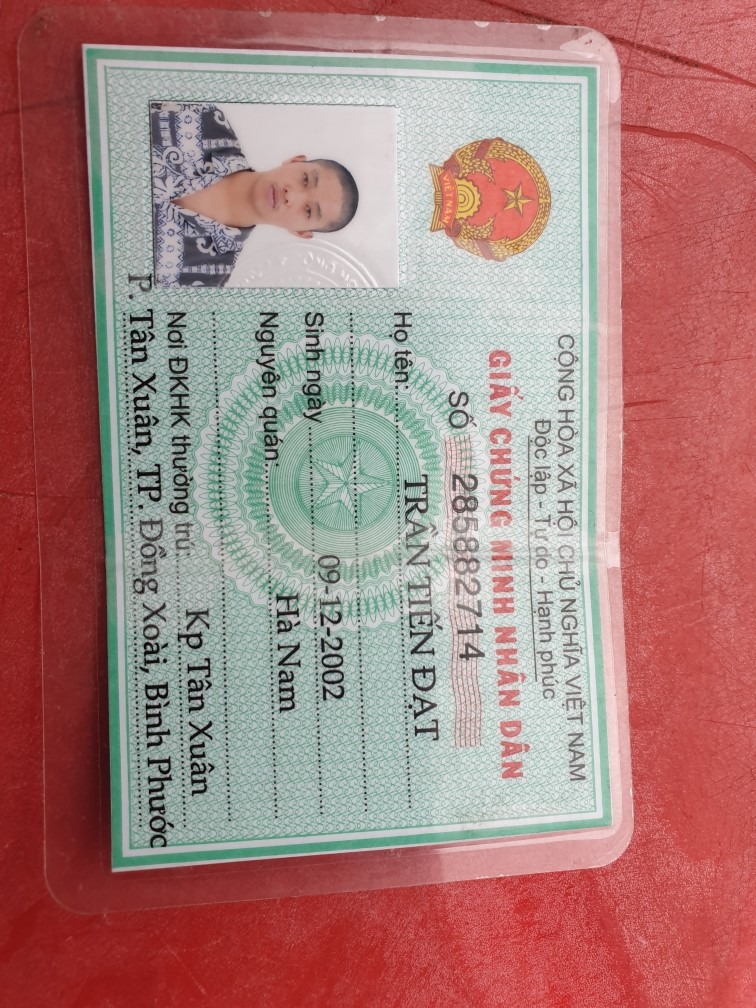 CỘNG HÒA XÃ HỘI CHỦ NGHĨA VIỆT NAM
Độc lập - Tự do - Hạnh phúc
GIẤY CHỨNG MINH NHÂN DÂN
SỐ 285882714
Họ tên: TRẦN TIẾN ĐẠT
Sinh ngày 09-12-2002
Nguyên quán Hà Nam
Nơi ĐKHK thường trú: Kp Tân Xuân
P. Tân Xuân, TP. Đồng Xoài, Bình Phước
VIỆT NAM